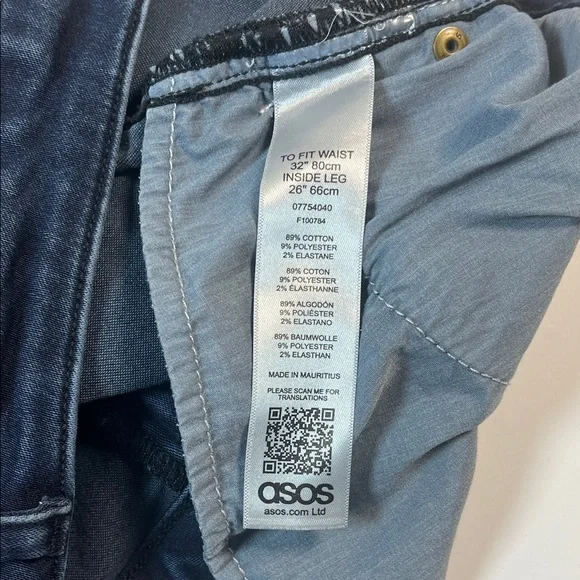 TO FIT WAIST
32" 80cm
INSIDE LEG
26" 66cm
07754040
F100784
89% COTTON
9% POLYESTER
2% ELASTANE
89% COTON
9% POLYESTER
2% ÉLASTHANNE
89% ALGODÓN
9% POLIÉSTER
2% ELASTANO
89% BAUMWOLLE
9% POLYESTER
2% ELASTHAN
MADE IN MAURITIUS
PLEASE SCAN ME FOR
TRANSLATIONS
asos
asos.com Ltd